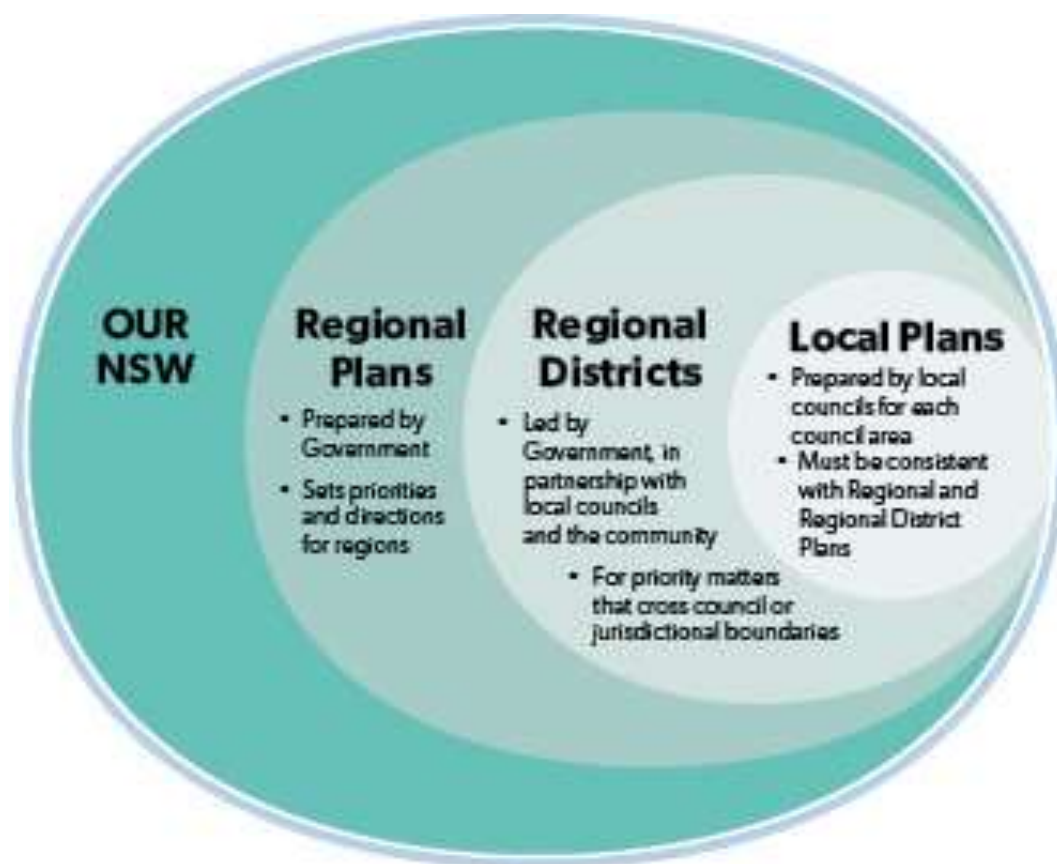 OUR
NSW
Regional
Plans
• Prepared by
Government
• Sets priorities
and directions
for regions
Regional
Districts
• Led by
Government, in
partnership with
local councils
and the community
• For priority matters
that cross council or
jurisdictional boundaries
Local Plans
• Prepared by local
councils for each
council area
• Must be consistent
with Regional and
Regional District
Plans